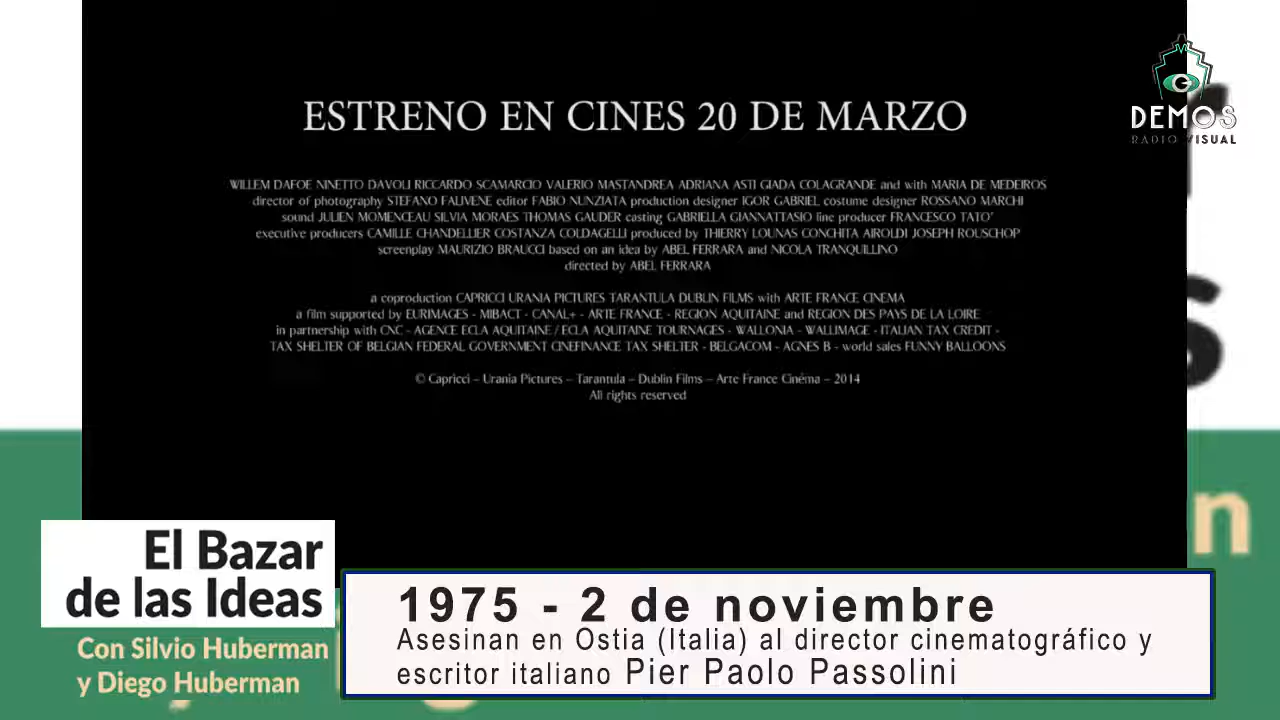 ESTRENO EN CINES 20 DE MARZO
WILLEM DAFOE NINETTO DAVOLI RICCARDO SCAMARCIO VALERIO MASTANDREA ADRIANA ASTI GIADA COLAGRANDE and with MARIA DE MEDEIROS
director of photography STEFANO FALIVENE editor FABIO NUNZIATA production designer IGOR GABRIEL costume designer ROSSANO MARCHI
sound JULIEN MOMENCEAU SILVIA MORAES THOMAS GAUDER casting GABRIELLA GIANNATTASIO line producer FRANCESCO TATO'
executive producers CAMILLE CHANDELLIER COSTANZA COLDAGELLI produced by THIERRY LOUNAS CONCHITA AIROLDI JOSEPH ROUSCHOP
screenplay MAURIZIO BRAUCCI based on an idea by ABEL FERRARA and NICOLA TRANQUILLINO
directed by ABEL FERRARA
a coproduction CAPRICCI URANIA PICTURES TARANTULA DUBLIN FILMS with ARTE FRANCE CINEMA
a film supported by EURIMAGES - MIBACT - CANAL+ - ARTE FRANCE - REGION AQUITAINE and REGION DES PAYS DE LA LOIRE
in partnership with CNC - AGENCE ECLA AQUITAINE / ECLA AQUITAINE TOURNAGES - WALLONIA - WALLIMAGE - ITALIAN TAX CREDIT -
TAX SHELTER OF BELGIAN FEDERAL GOVERNMENT CINEFINANCE TAX SHELTER - BELGACOM - AGNES B - world sales FUNNY BALLOONS
© Capricci – Urania Pictures – Tarantula – Dublin Films – Arte France Cinéma – 2014
All rights reserved
DEMOS
RADIO VISUAL
El Bazar
de las Ideas
Con Silvio Huberman
y Diego Huberman
1975 - 2 de noviembre
Asesinan en Ostia (Italia) al director cinematográfico y
escritor italiano Pier Paolo Passolini